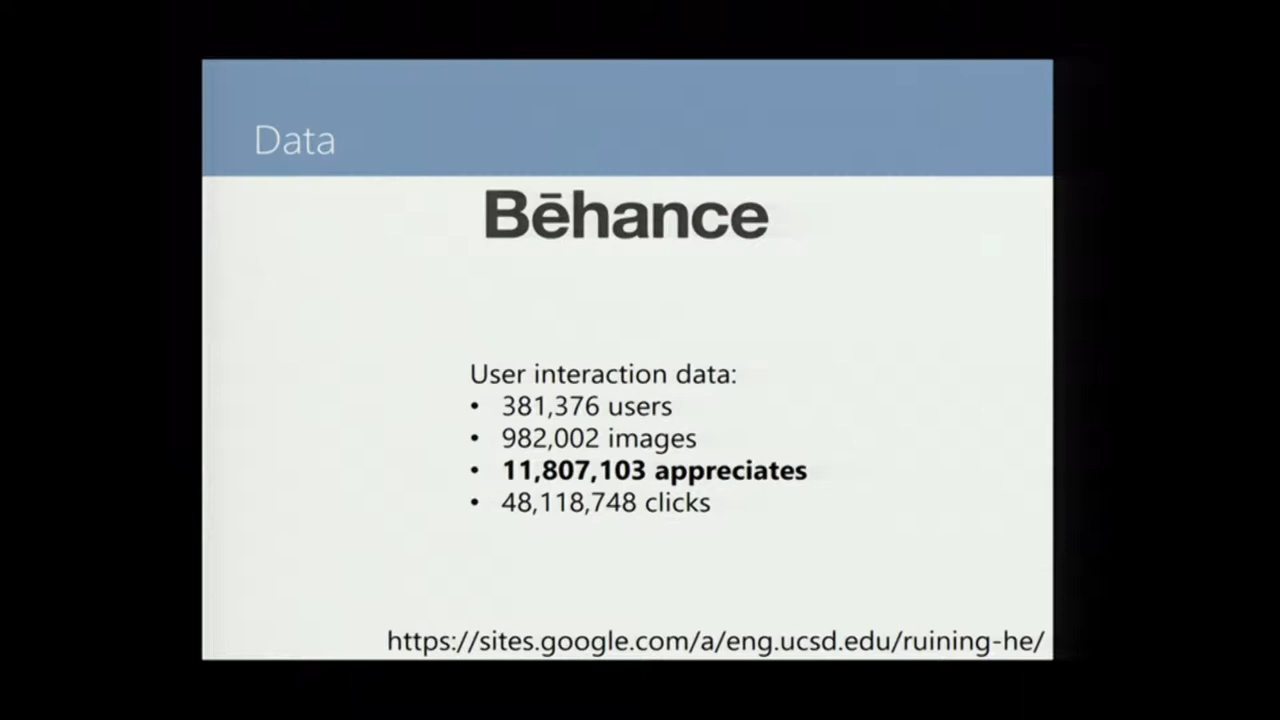 Data
Bēhance
User interaction data:
• 381,376 users
• 982,002 images
• 11,807,103 appreciates
• 48,118,748 clicks
https://sites.google.com/a/eng.ucsd.edu/ruining-he/